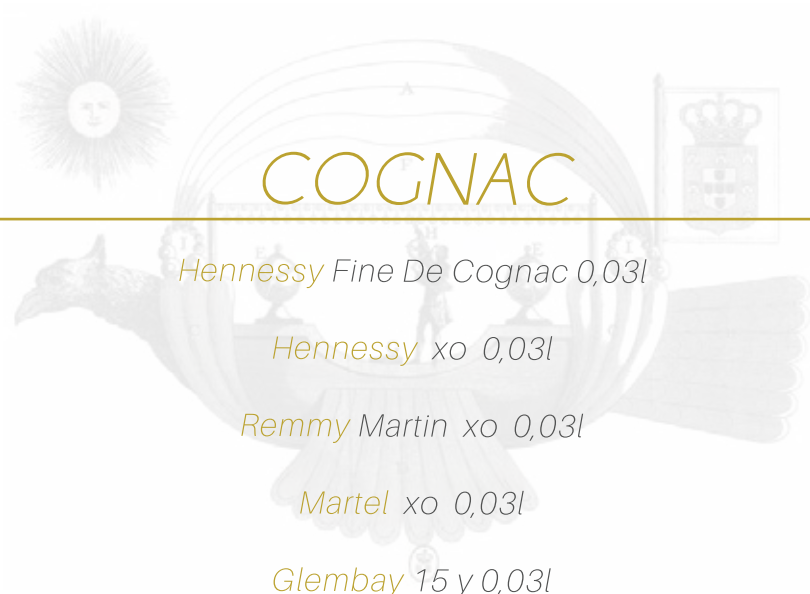 COGNAC
Hennessy Fine De Cognac 0,03l
Hennessy xo 0,03l
Remmy Martin xo 0,03l
Martel xo 0,03l
Glembay 15 y 0,03l